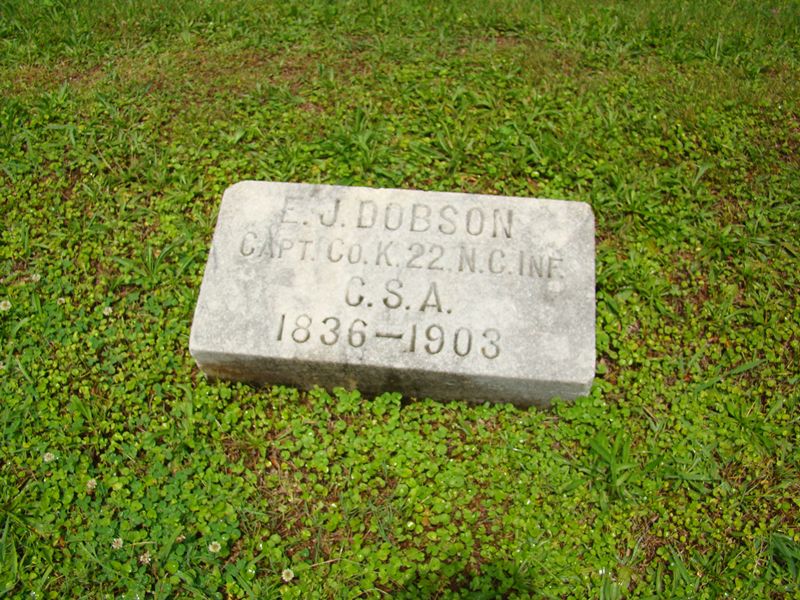 E. J. DOBSON
CAPT. CO. K. 22. N. C. INF.
C. S. A.
1836—1903